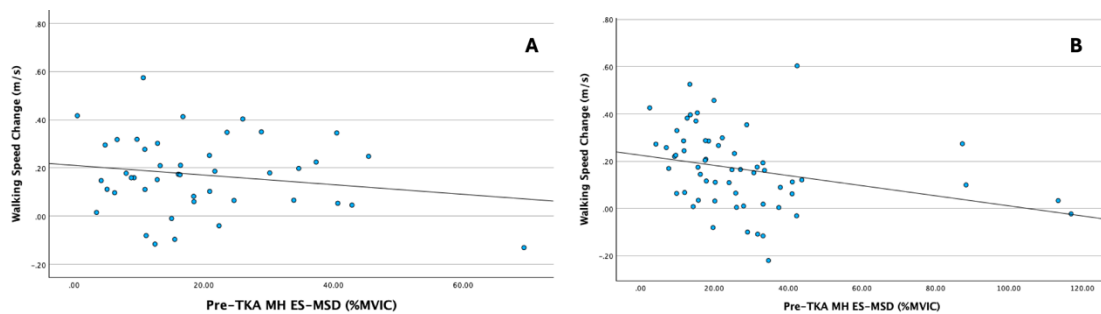 .80
.60
.40
.20
.00
-.20
Walking Speed Change (m/s)
A
.00 20.00 40.00 60.00
Pre-TKA MH ES-MSD (%MVIC)
.80
.60
.40
.20
.00
-.20
Walking Speed Change (m/s)
B
.00 20.00 40.00 60.00 80.00 100.00 120.00
Pre-TKA MH ES-MSD (%MVIC)